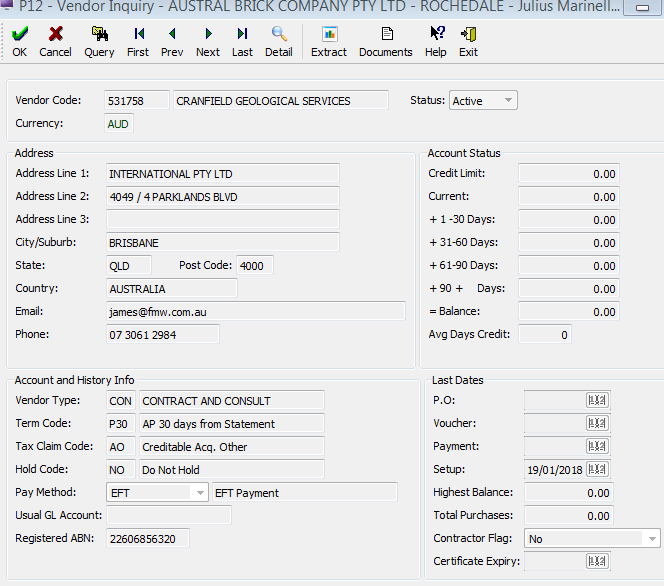 P12 - Vendor Inquiry - AUSTRAL BRICK COMPANY PTY LTD - ROCHEDALE - Julius Marinell...
OK Cancel Query First Prev Next Last Detail Extract Documents Help Exit
Vendor Code: 531758 CRANFIELD GEOLOGICAL SERVICES Status: Active
Currency: AUD
Address
Address Line 1: INTERNATIONAL PTY LTD
Address Line 2: 4049 / 4 PARKLANDS BLVD
Address Line 3:
City/Suburb: BRISBANE
State: QLD Post Code: 4000
Country: AUSTRALIA
Email: james@fmw.com.au
Phone: 07 3061 2984
Account Status
Credit Limit: 0.00
Current: 0.00
+ 1 -30 Days: 0.00
+ 31-60 Days: 0.00
+ 61-90 Days: 0.00
+ 90 + Days: 0.00
= Balance: 0.00
Avg Days Credit: 0
Account and History Info
Vendor Type: CON CONTRACT AND CONSULT
Term Code: P30 AP 30 days from Statement
Tax Claim Code: AO Creditable Acq. Other
Hold Code: NO Do Not Hold
Pay Method: EFT EFT Payment
Usual GL Account:
Registered ABN: 22606856320
Last Dates
P.O:
Voucher:
Payment:
Setup: 19/01/2018
Highest Balance: 0.00
Total Purchases: 0.00
Contractor Flag: No
Certificate Expiry: